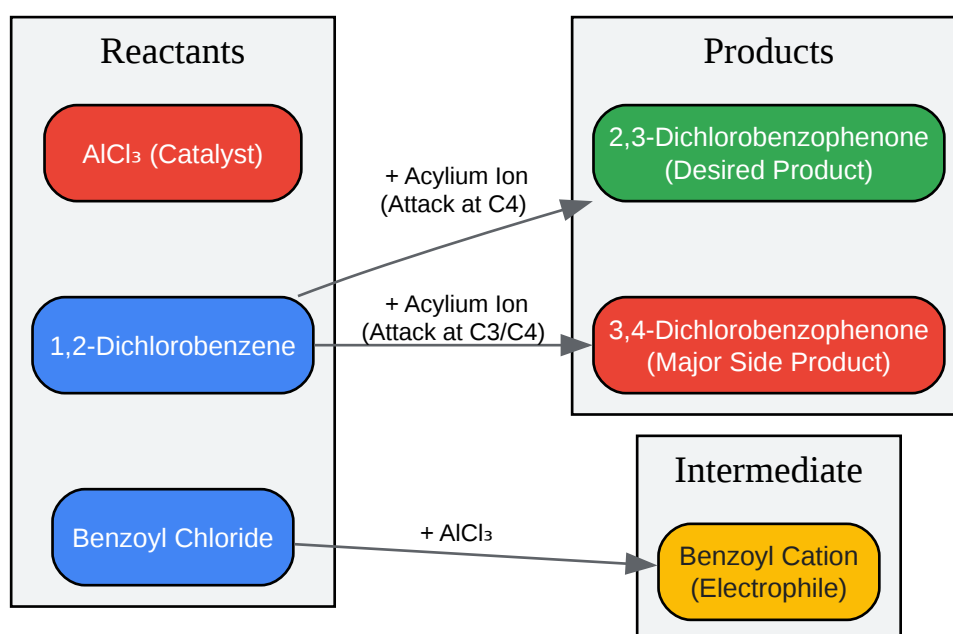 Reactants
AlCl₃ (Catalyst)
1,2-Dichlorobenzene
Benzoyl Chloride
+ Acylium Ion
(Attack at C4)
+ Acylium Ion
(Attack at C3/C4)
+ AlCl₃
Products
2,3-Dichlorobenzophenone
(Desired Product)
3,4-Dichlorobenzophenone
(Major Side Product)
Intermediate
Benzoyl Cation
(Electrophile)